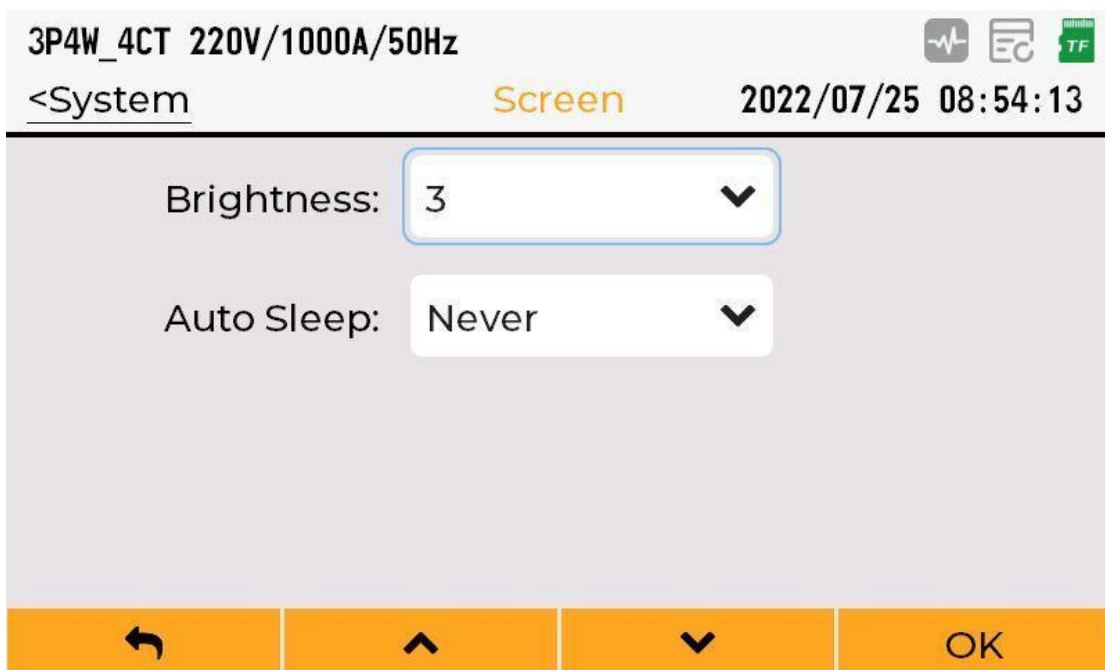 3P4W_4CT 220V/1000A/50Hz
TF
<System Screen 2022/07/25 08:54:13
Brightness: 3
Auto Sleep: Never
OK